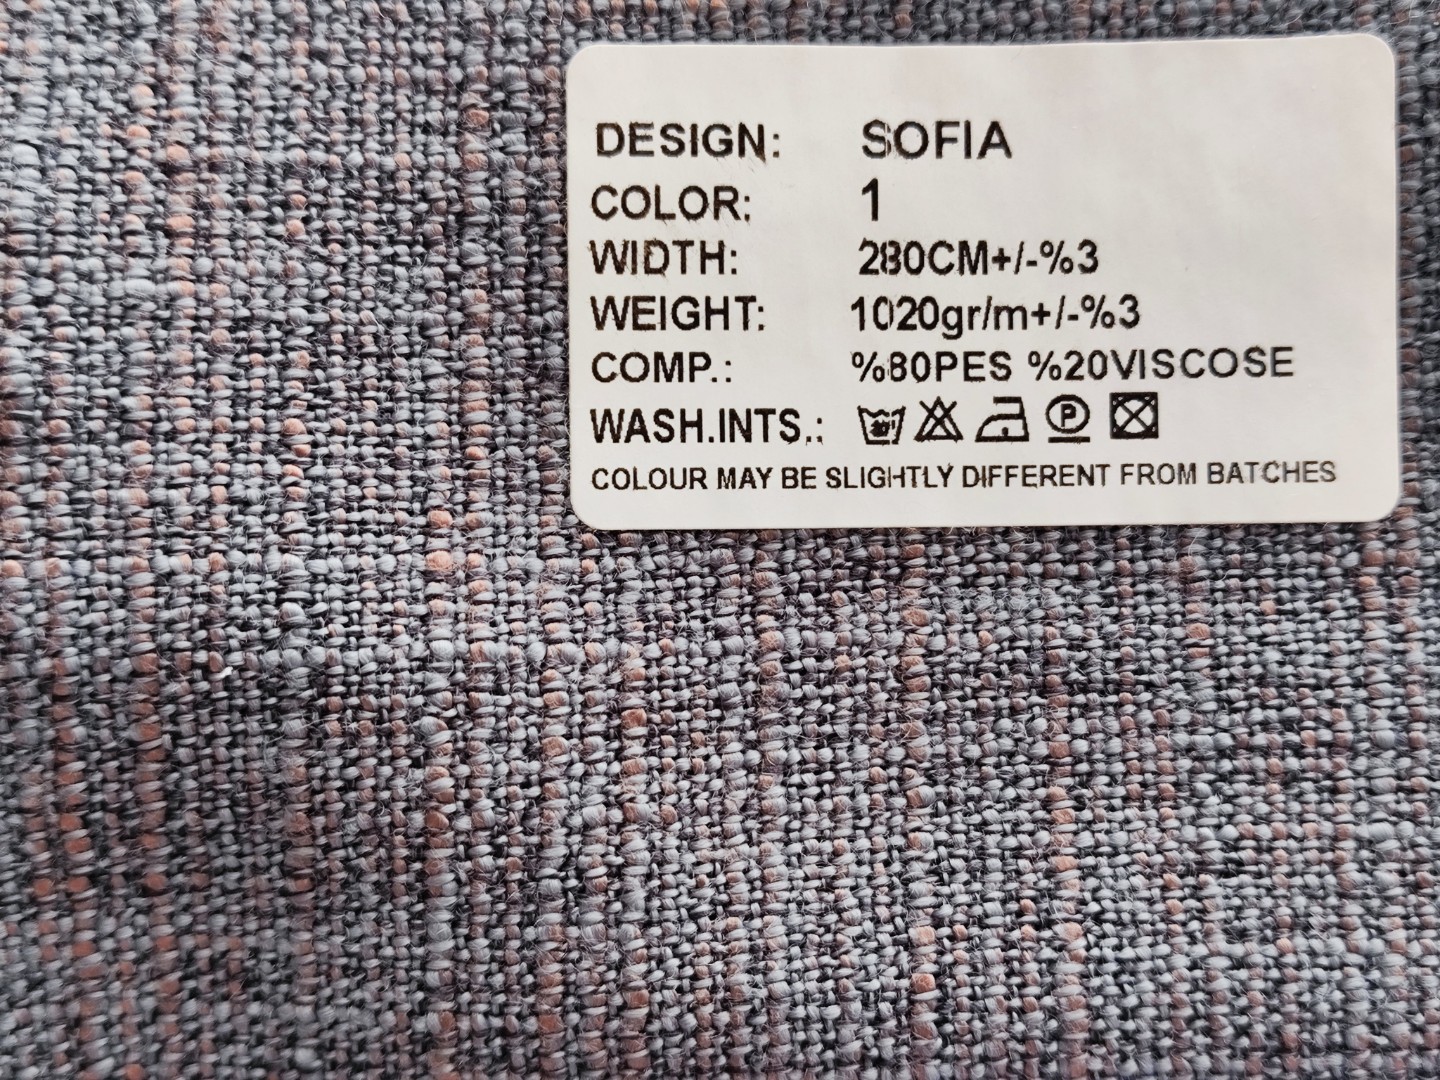 DESIGN: SOFIA
COLOR: 1
WIDTH: 280CM+/-%3
WEIGHT: 1020gr/m+/-%3
COMP.: %80PES %20VISCOSE
WASH.INTS.: P
COLOUR MAY BE SLIGHTLY DIFFERENT FROM BATCHES